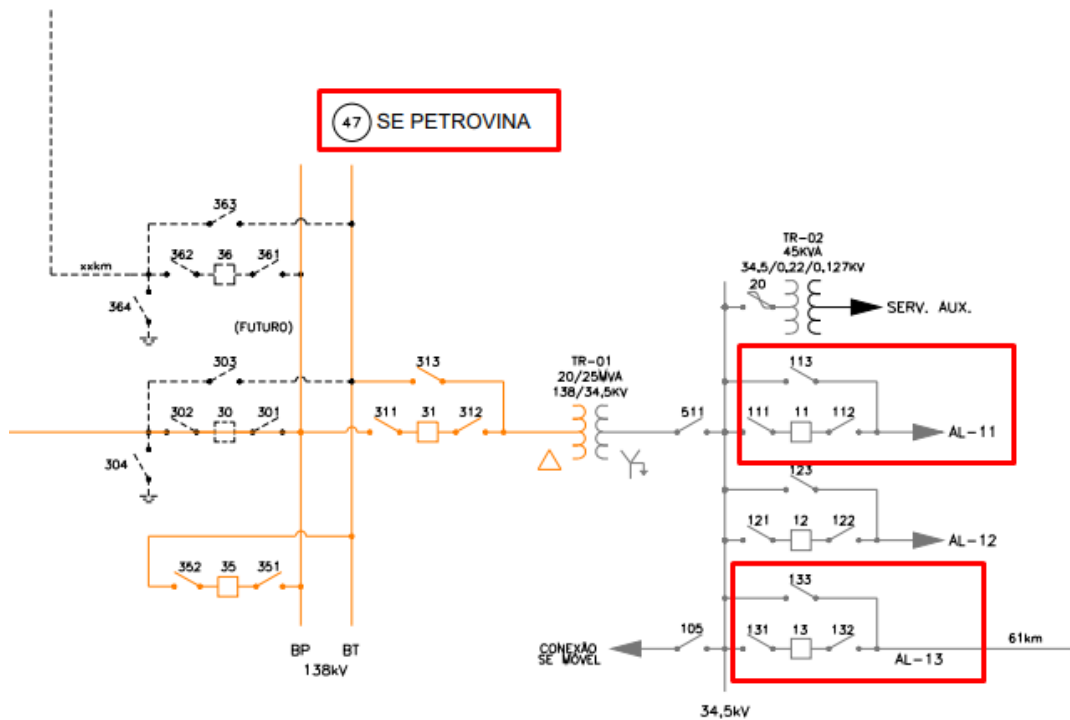 47 SE PETROVINA
363
362 36 361
xxkm
364
(FUTURO)
303
302 30 301
304
352 35 351
BP BT
138kV
313
311 31 312
TR-01
20/25MVA
138/34,5KV
511
TR-02
45KVA
34.5/0.22/0.127KV
20
SERV. AUX.
113
111 11 112
AL-11
123
121 12 122
AL-12
133
131 13 132
AL-13
61km
105
CONEXÃO
SE MÓVEL
34,5kV